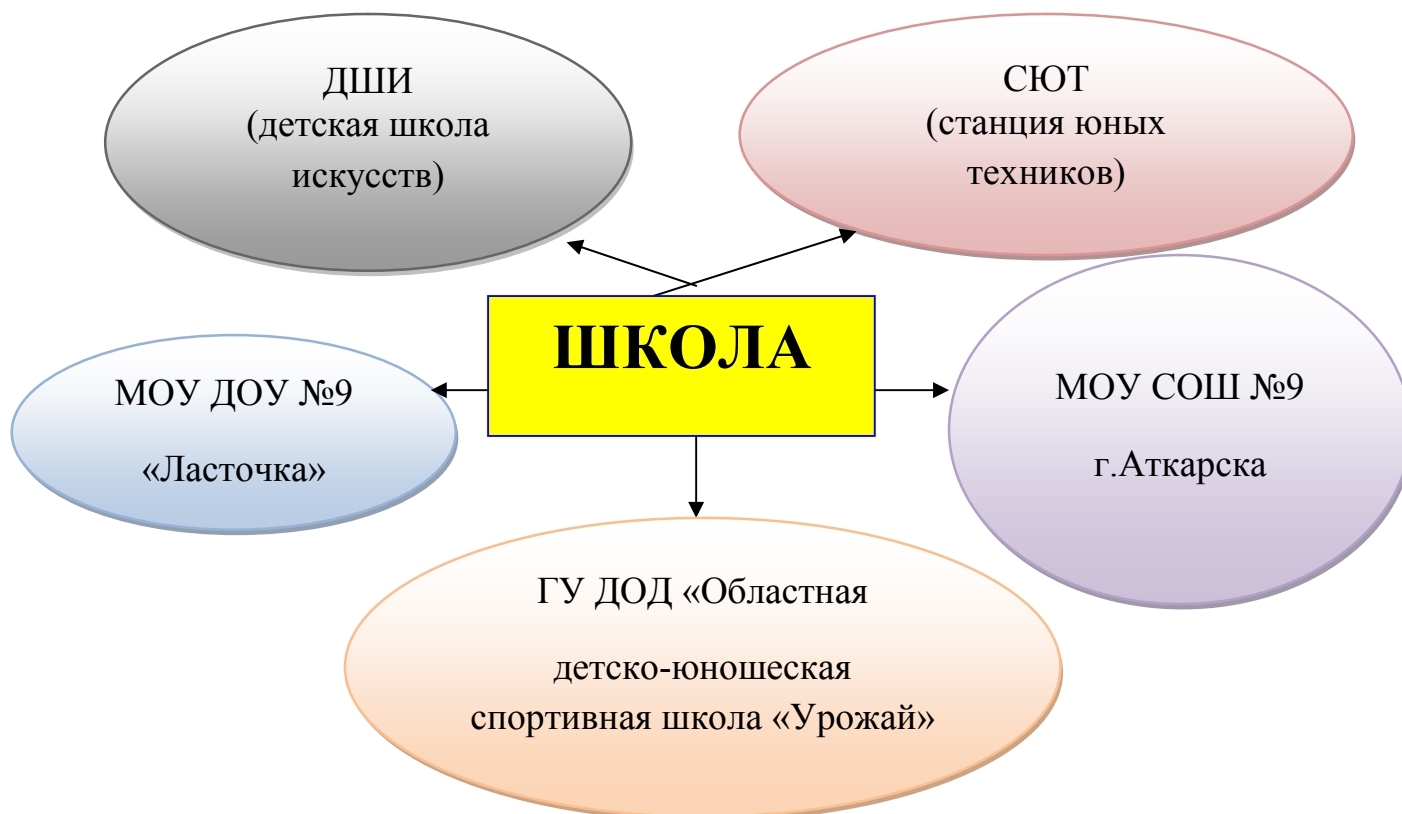 ДШИ
(детская школа
искусств)
СЮТ
(станция юных
техников)
ШКОЛА
МОУ ДОУ №9
«Ласточка»
МОУ СОШ №9
г.Аткарска
ГУ ДОД «Областная
детско-юношеская
спортивная школа «Урожай»